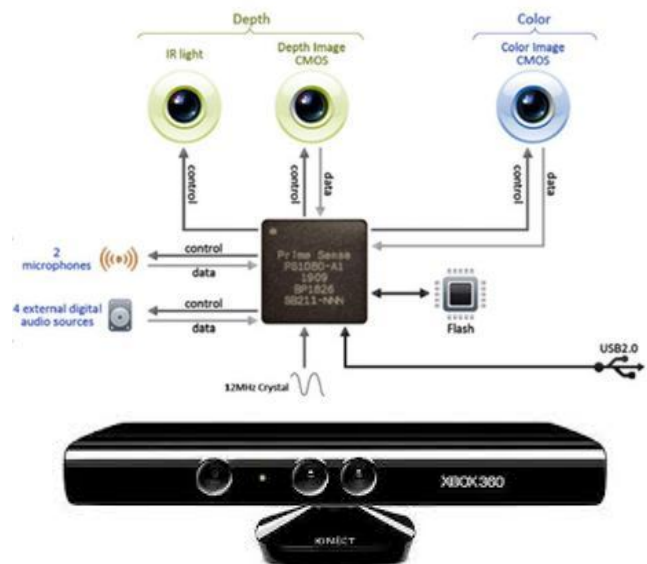 Depth
Color
IR light
Depth Image
CMOS
Color Image
CMOS
control
control
data
control
data
2
microphones
control
data
Prime Sense
PS1080-A1
1909
BP1826
SB211-NNN
4 external digital
audio sources
control
data
Flash
USB2.0
12MHz Crystal
XBOX360
KINECT